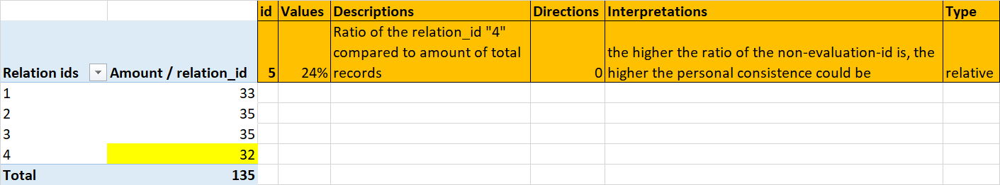 id Values Descriptions Directions Interpretations Type
Ratio of the relation_id "4"
compared to amount of total the higher the ratio of the non-evaluation-id is, the
Relation ids Amount / relation_id 5 24% records 0 higher the personal consistence could be relative
1 33
2 35
3 35
4 32
Total 135